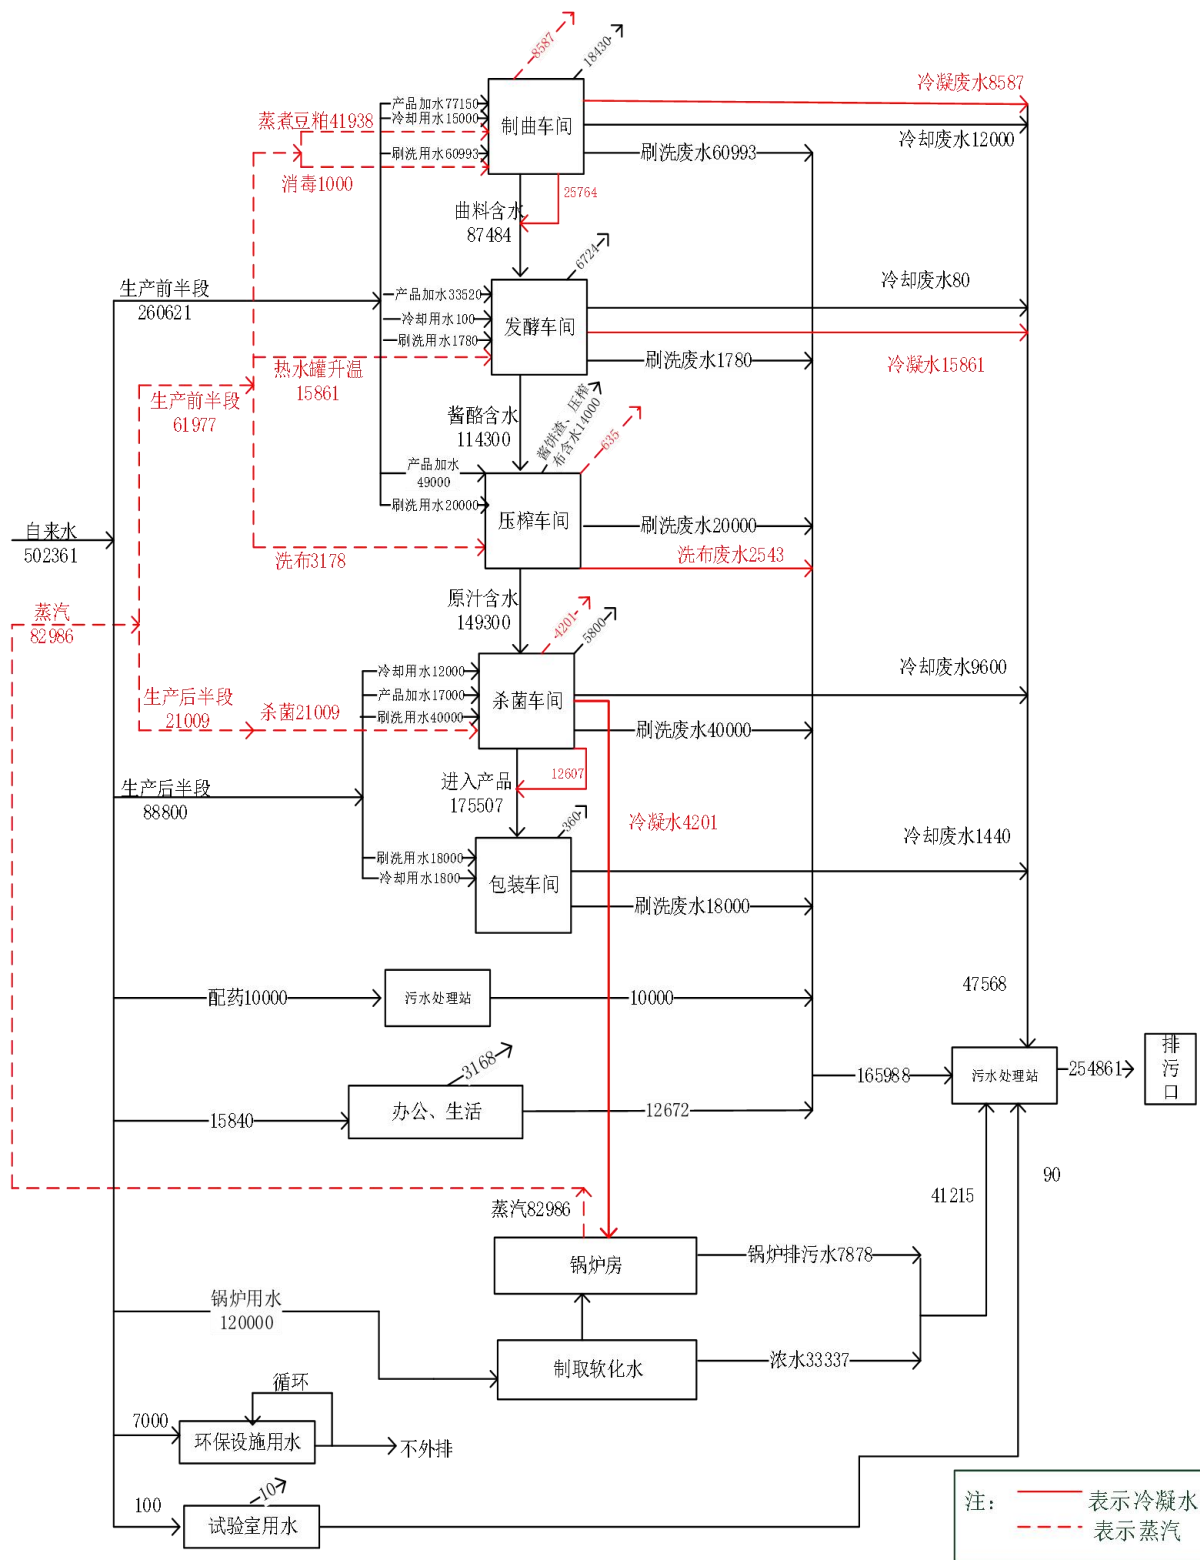 8587
18430
冷凝废水8587
产品加水77150
冷却用水15000
蒸煮豆粕41938
制曲车间
冷却废水12000
刷洗用水60993
刷洗废水60993
消毒1000
25764
曲料含水
87484
6724
生产前半段
260621
产品加水33520
冷却用水100
刷洗用水1780
发酵车间
冷却废水80
刷洗废水1780
冷凝水15861
热水罐升温
15861
生产前半段
61977
酱醪含水
114300
酱饼渣、压榨
布含水14000
635
产品加水
49000
刷洗用水20000
压榨车间
刷洗废水20000
自来水
502361
洗布3178
洗布废水2543
原汁含水
149300
蒸汽
82986
4201
5800
冷却用水12000
产品加水17000
刷洗用水40000
杀菌车间
冷却废水9600
刷洗废水40000
生产后半段
21009
杀菌21009
12607
进入产品
175507
生产后半段
88800
360
冷凝水4201
冷却废水1440
刷洗用水18000
冷却用水1800
包装车间
刷洗废水18000
配药10000
污水处理站
10000
47568
排污口
3168
165988
污水处理站
254861
15840
办公、生活
12672
90
41215
蒸汽82986
锅炉房
锅炉排污水7878
锅炉用水
120000
制取软化水
浓水33337
循环
7000
环保设施用水
不外排
10
100
试验室用水
注：
表示冷凝水
表示蒸汽